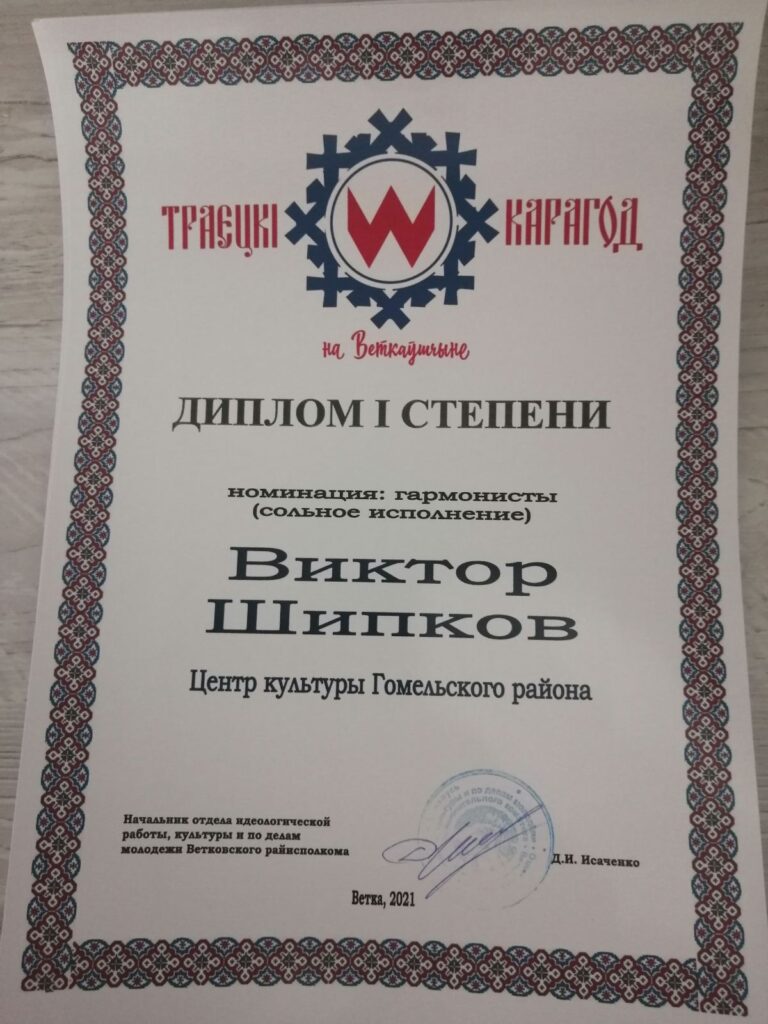 ТРАЕЦКІ КАРАГОД
на Веткаўшчыне
ДИПЛОМ I СТЕПЕНИ
номинация: гармонисты
(сольное исполнение)
Виктор
Шипков
Центр культуры Гомельского района
Начальник отдела идеологической
работы, культуры и по делам
молодежи Ветковского райисполкома
Д.И. Исаченко
Ветка, 2021